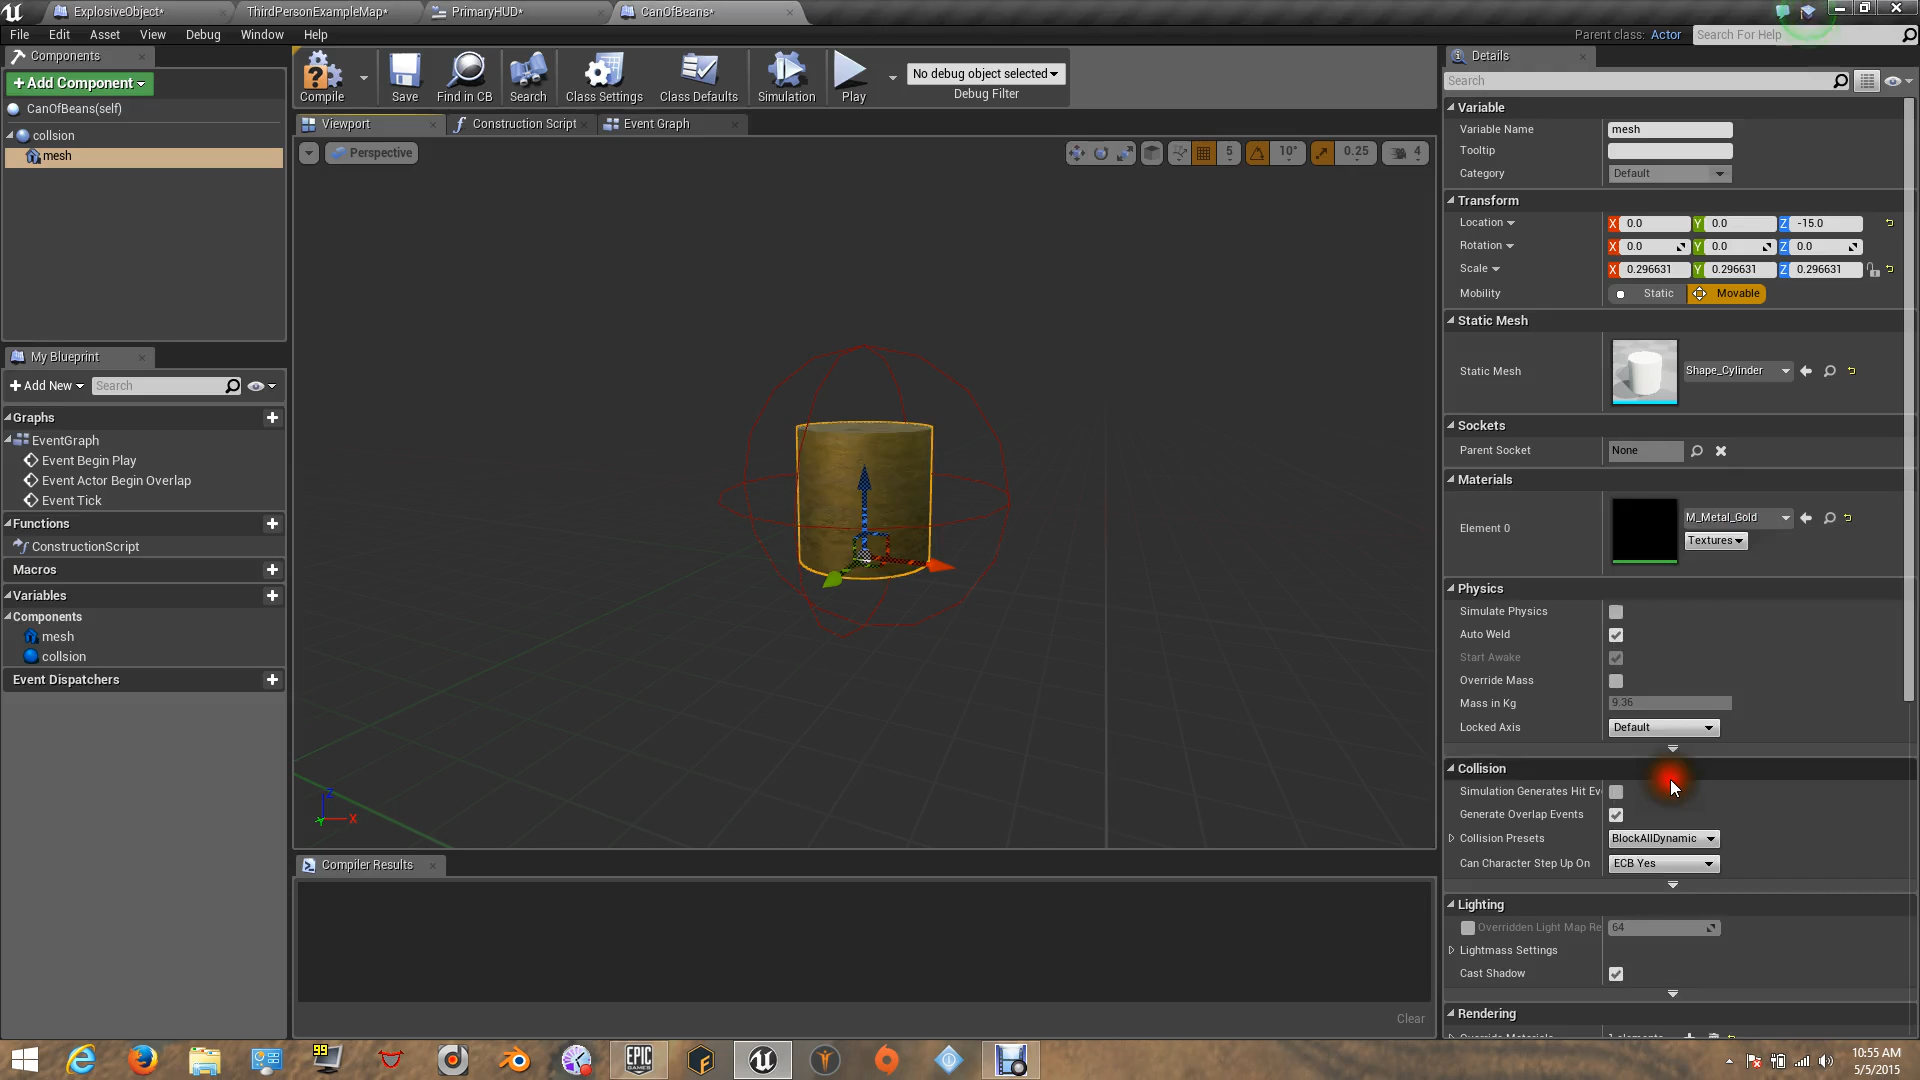 ExplosiveObject*
ThirdPersonExampleMap*
PrimaryHUD*
CanOfBeans*
File Edit Asset View Debug Window Help
Parent class: Actor
Search For Help
Components
+Add Component
CanOfBeans(self)
collsion
mesh
Compile
Save
Find in CB
Search
Class Settings
Class Defaults
Simulation
Play
No debug object selected
Debug Filter
Viewport
Construction Script
Event Graph
Perspective
5
10°
0.25
4
X
Z
My Blueprint
Add New
Search
Graphs
EventGraph
Event Begin Play
Event Actor Begin Overlap
Event Tick
Functions
ConstructionScript
Macros
Variables
Components
mesh
collsion
Event Dispatchers
Compiler Results
Clear
Details
Search
Variable
Variable Name mesh
Tooltip
Category Default
Transform
Location X 0.0 Y 0.0 Z -15.0
Rotation X 0.0 Y 0.0 Z 0.0
Scale X 0.296631 Y 0.296631 Z 0.296631
Mobility Static Movable
Static Mesh
Static Mesh Shape_Cylinder
Sockets
Parent Socket None
Materials
Element 0 M_Metal_Gold
Textures
Physics
Simulate Physics
Auto Weld
Start Awake
Override Mass
Mass in Kg 9.36
Locked Axis Default
Collision
Simulation Generates Hit Ev
Generate Overlap Events
Collision Presets BlockAllDynamic
Can Character Step Up On ECB Yes
Lighting
Overridden Light Map Re 64
Lightmass Settings
Cast Shadow
Rendering
99
EPIC GAMES
10:55 AM
5/5/2015